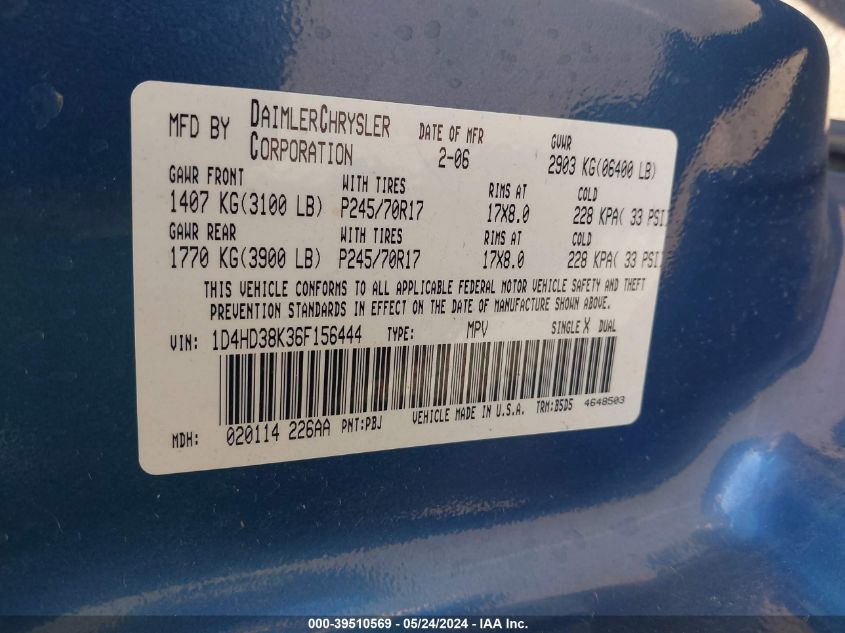 MFD BY DAIMLERCHRYSLER CORPORATION DATE OF MFR 2-06 GVWR 2903 KG(06400 LB)
GAWR FRONT WITH TIRES RIMS AT COLD
1407 KG(3100 LB) P245/70R17 17X8.0 228 KPA( 33 PSI)
GAWR REAR WITH TIRES RIMS AT COLD
1770 KG(3900 LB) P245/70R17 17X8.0 228 KPA( 33 PSI)
THIS VEHICLE CONFORMS TO ALL APPLICABLE FEDERAL MOTOR VEHICLE SAFETY AND THEFT
PREVENTION STANDARDS IN EFFECT ON THE DATE OF MANUFACTURE SHOWN ABOVE.
VIN: 1D4HD38K36F156444 TYPE: MPV SINGLE X DUAL
MDH: 020114 226AA PNT:PBJ VEHICLE MADE IN U.S.A. TRM:B5D5 4648503
000-39510569 - 05/24/2024 - IAA Inc.